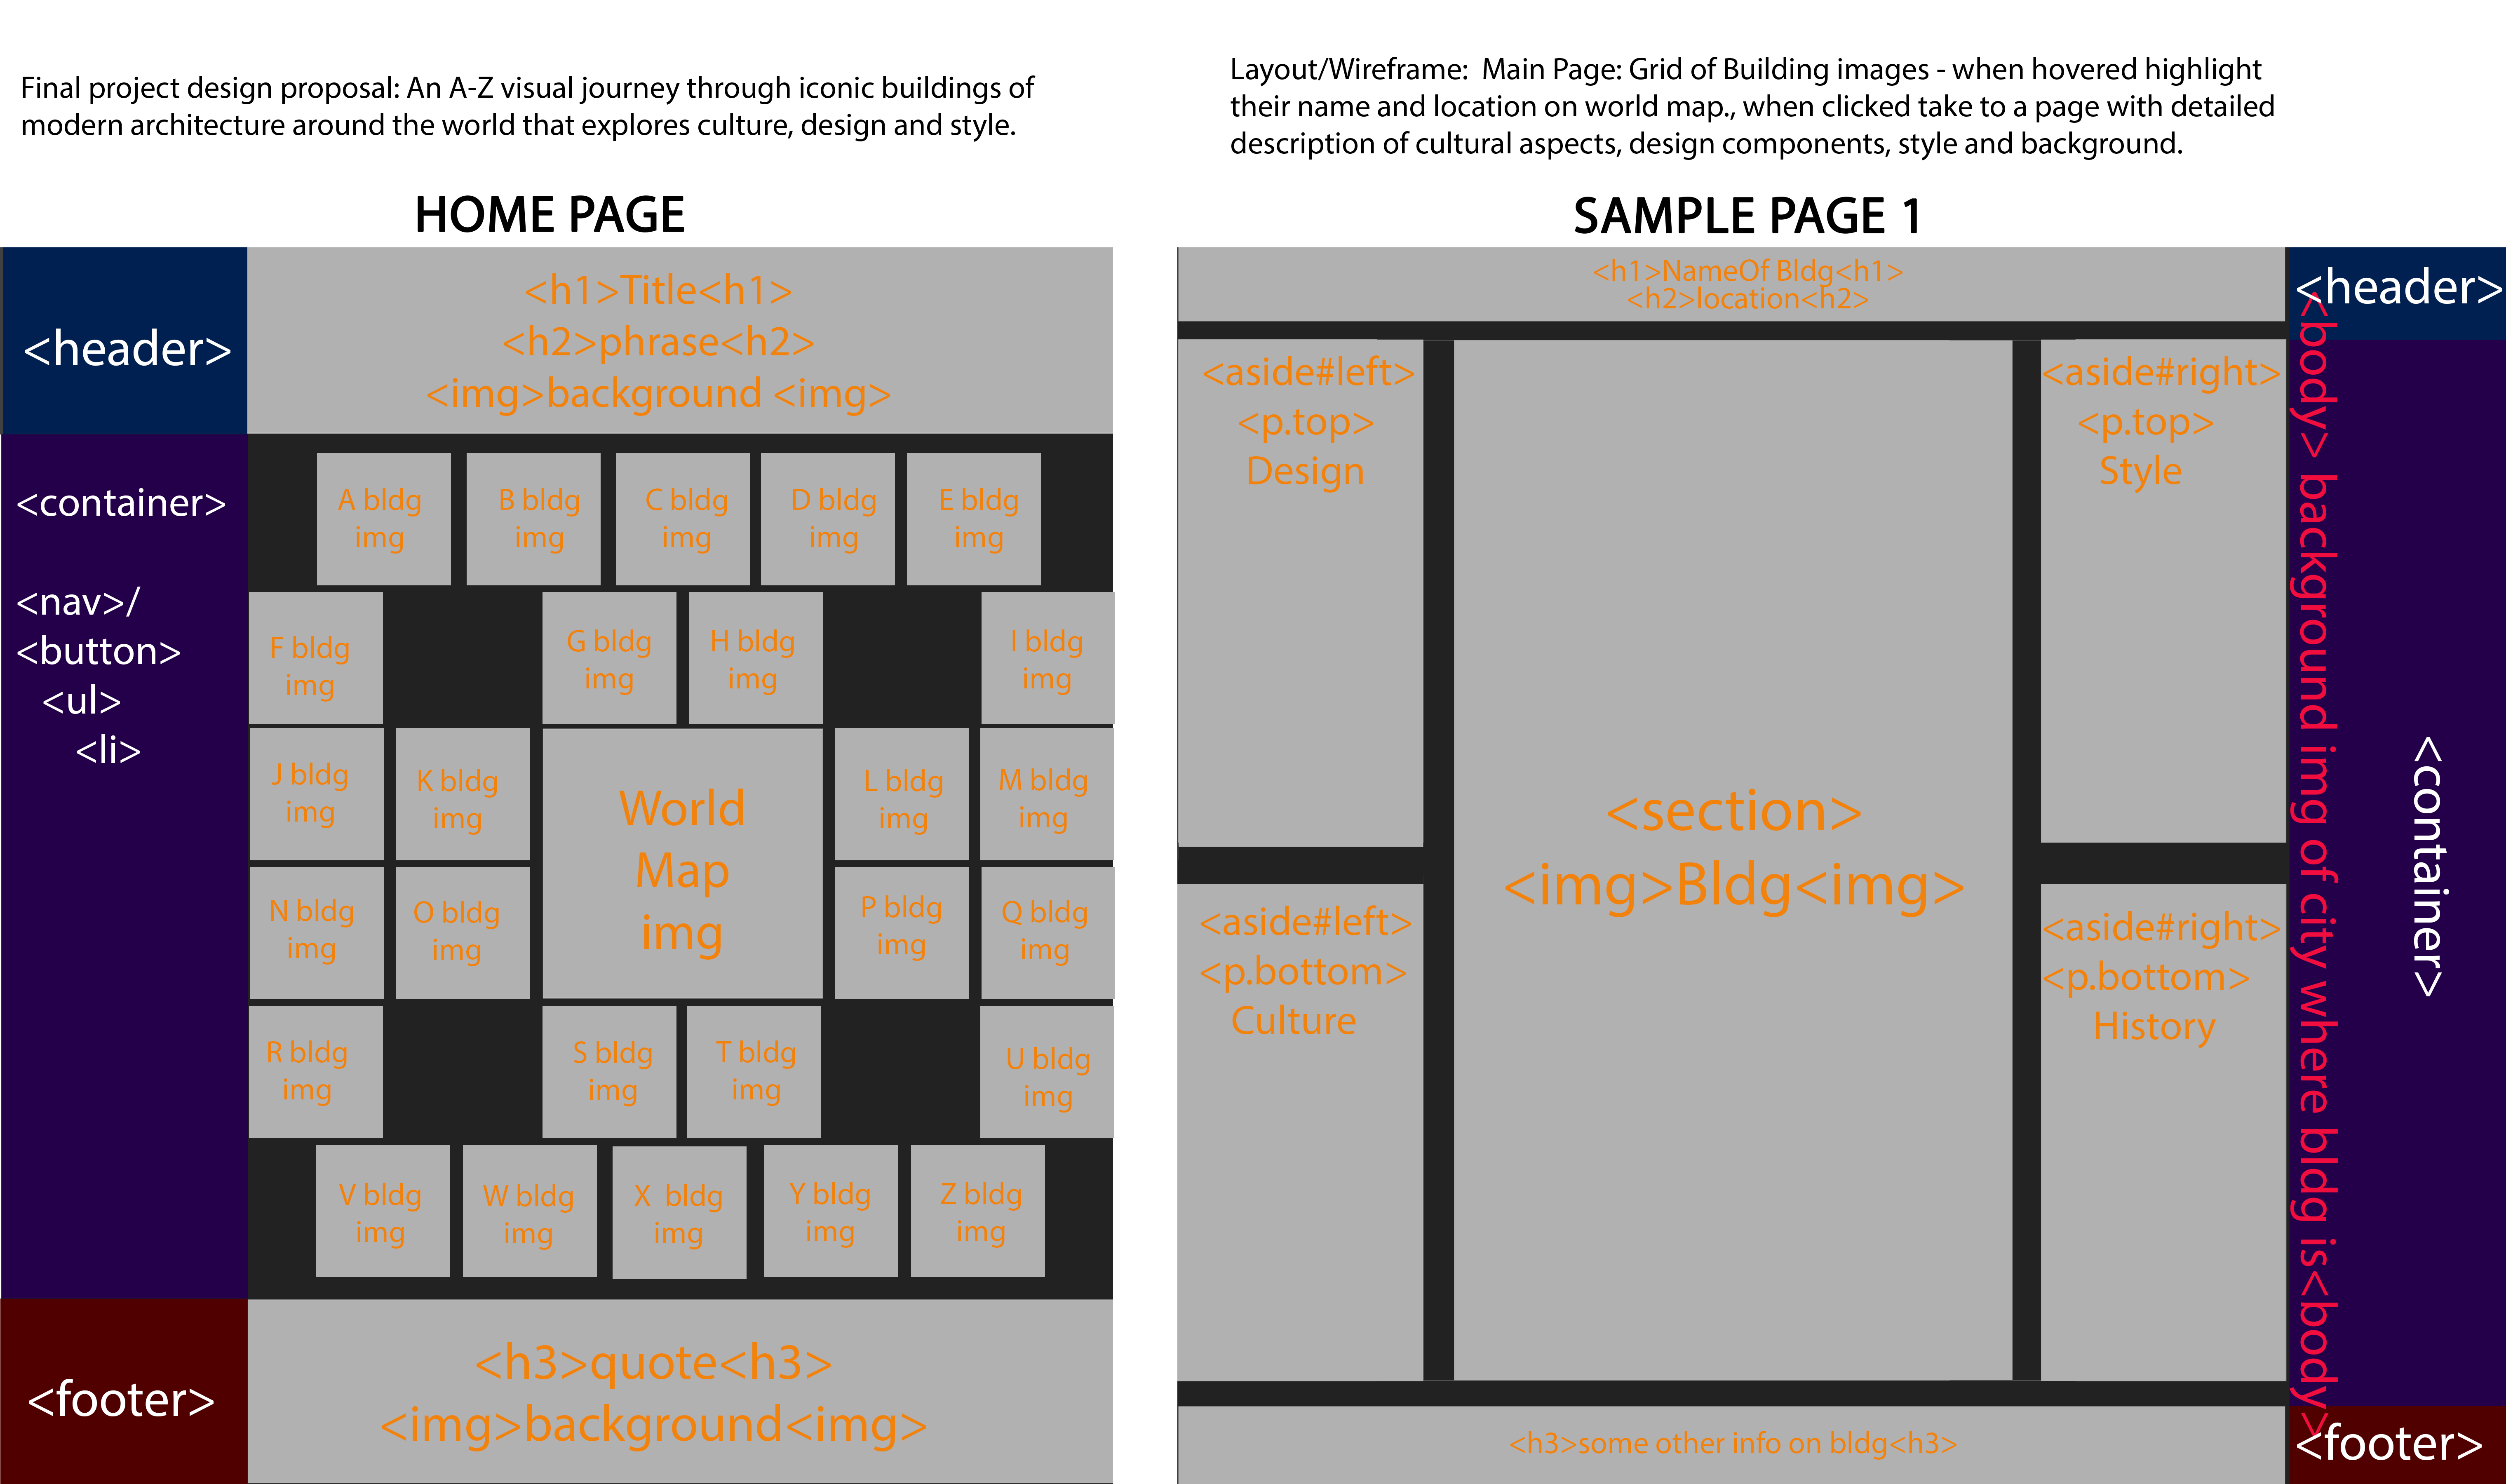 Final project design proposal: An A-Z visual journey through iconic buildings of
modern architecture around the world that explores culture, design and style.
HOME PAGE
<header>
<h1>Title<h1>
<h2>phrase<h2>
<img>background <img>
<container>
<nav>/
<button>
<ul>
<li>
A bldg
img
B bldg
img
C bldg
img
D bldg
img
E bldg
img
F bldg
img
G bldg
img
H bldg
img
I bldg
img
J bldg
img
K bldg
img
World
Map
img
L bldg
img
M bldg
img
N bldg
img
O bldg
img
P bldg
img
Q bldg
img
R bldg
img
S bldg
img
T bldg
img
U bldg
img
V bldg
img
W bldg
img
X bldg
img
Y bldg
img
Z bldg
img
<footer>
<h3>quote<h3>
<img>background<img>
Layout/Wireframe: Main Page: Grid of Building images - when hovered highlight
their name and location on world map., when clicked take to a page with detailed
description of cultural aspects, design components, style and background.
SAMPLE PAGE 1
<h1>NameOf Bldg<h1>
<h2>location<h2>
<header>
<aside#left>
<p.top>
Design
<section>
<img>Bldg<img>
<aside#right>
<p.top>
Style
<aside#left>
<p.bottom>
Culture
<aside#right>
<p.bottom>
History
<body> background img of city where bldg is<body>
<container>
<h3>some other info on bldg<h3>
<footer>